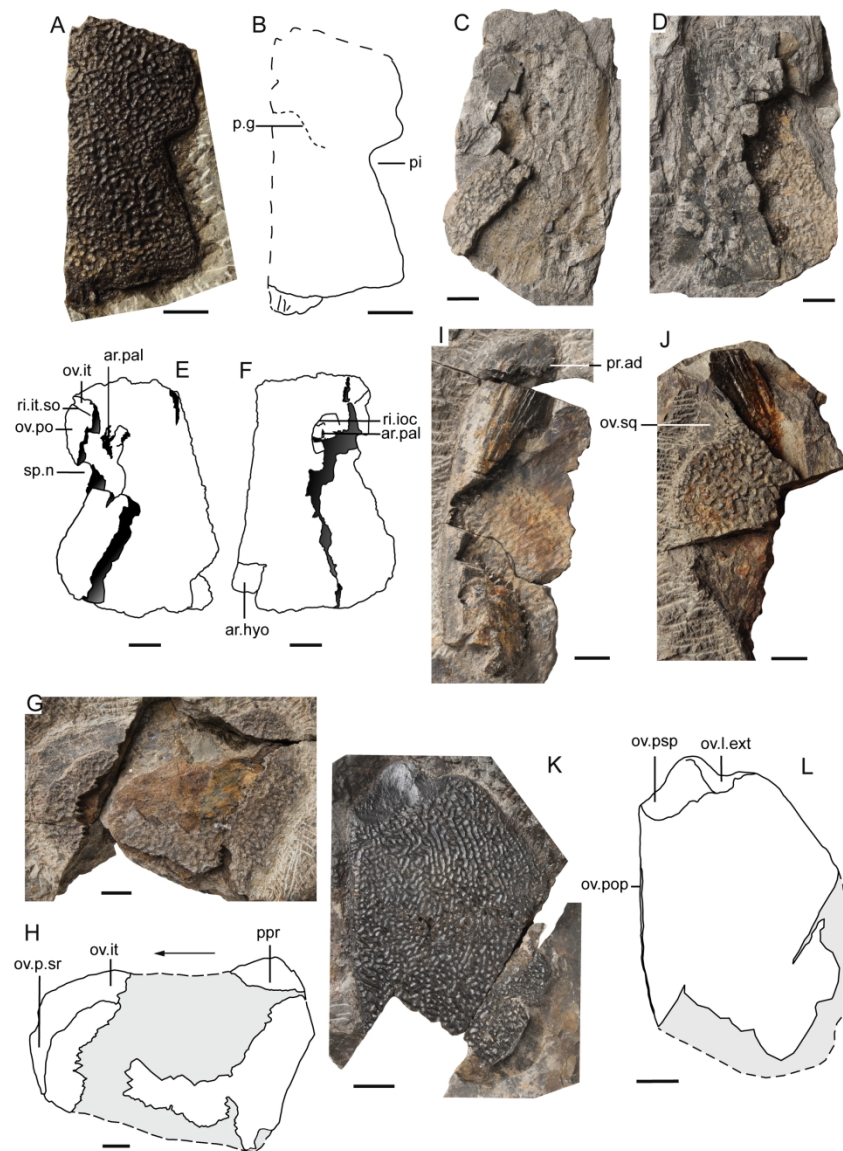 A
B
C
D
p.g
pi
ar.pal
ov.it
ri.it.so
ov.po
sp.n
E
F
ri.ioc
ar.pal
ar.hyo
I
J
pr.ad
ov.sq
G
K
L
ov.psp
ov.l.ext
ov.pop
H
ov.it
ppr
ov.p.sr